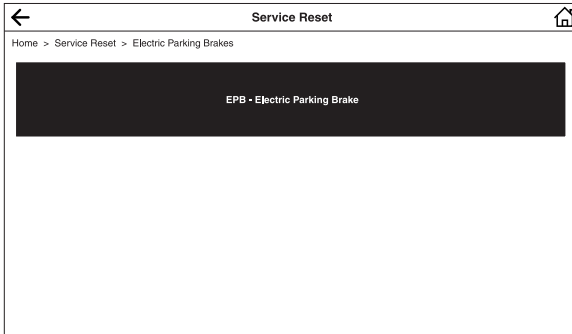 Service Reset
Home > Service Reset > Electric Parking Brakes
EPB - Electric Parking Brake